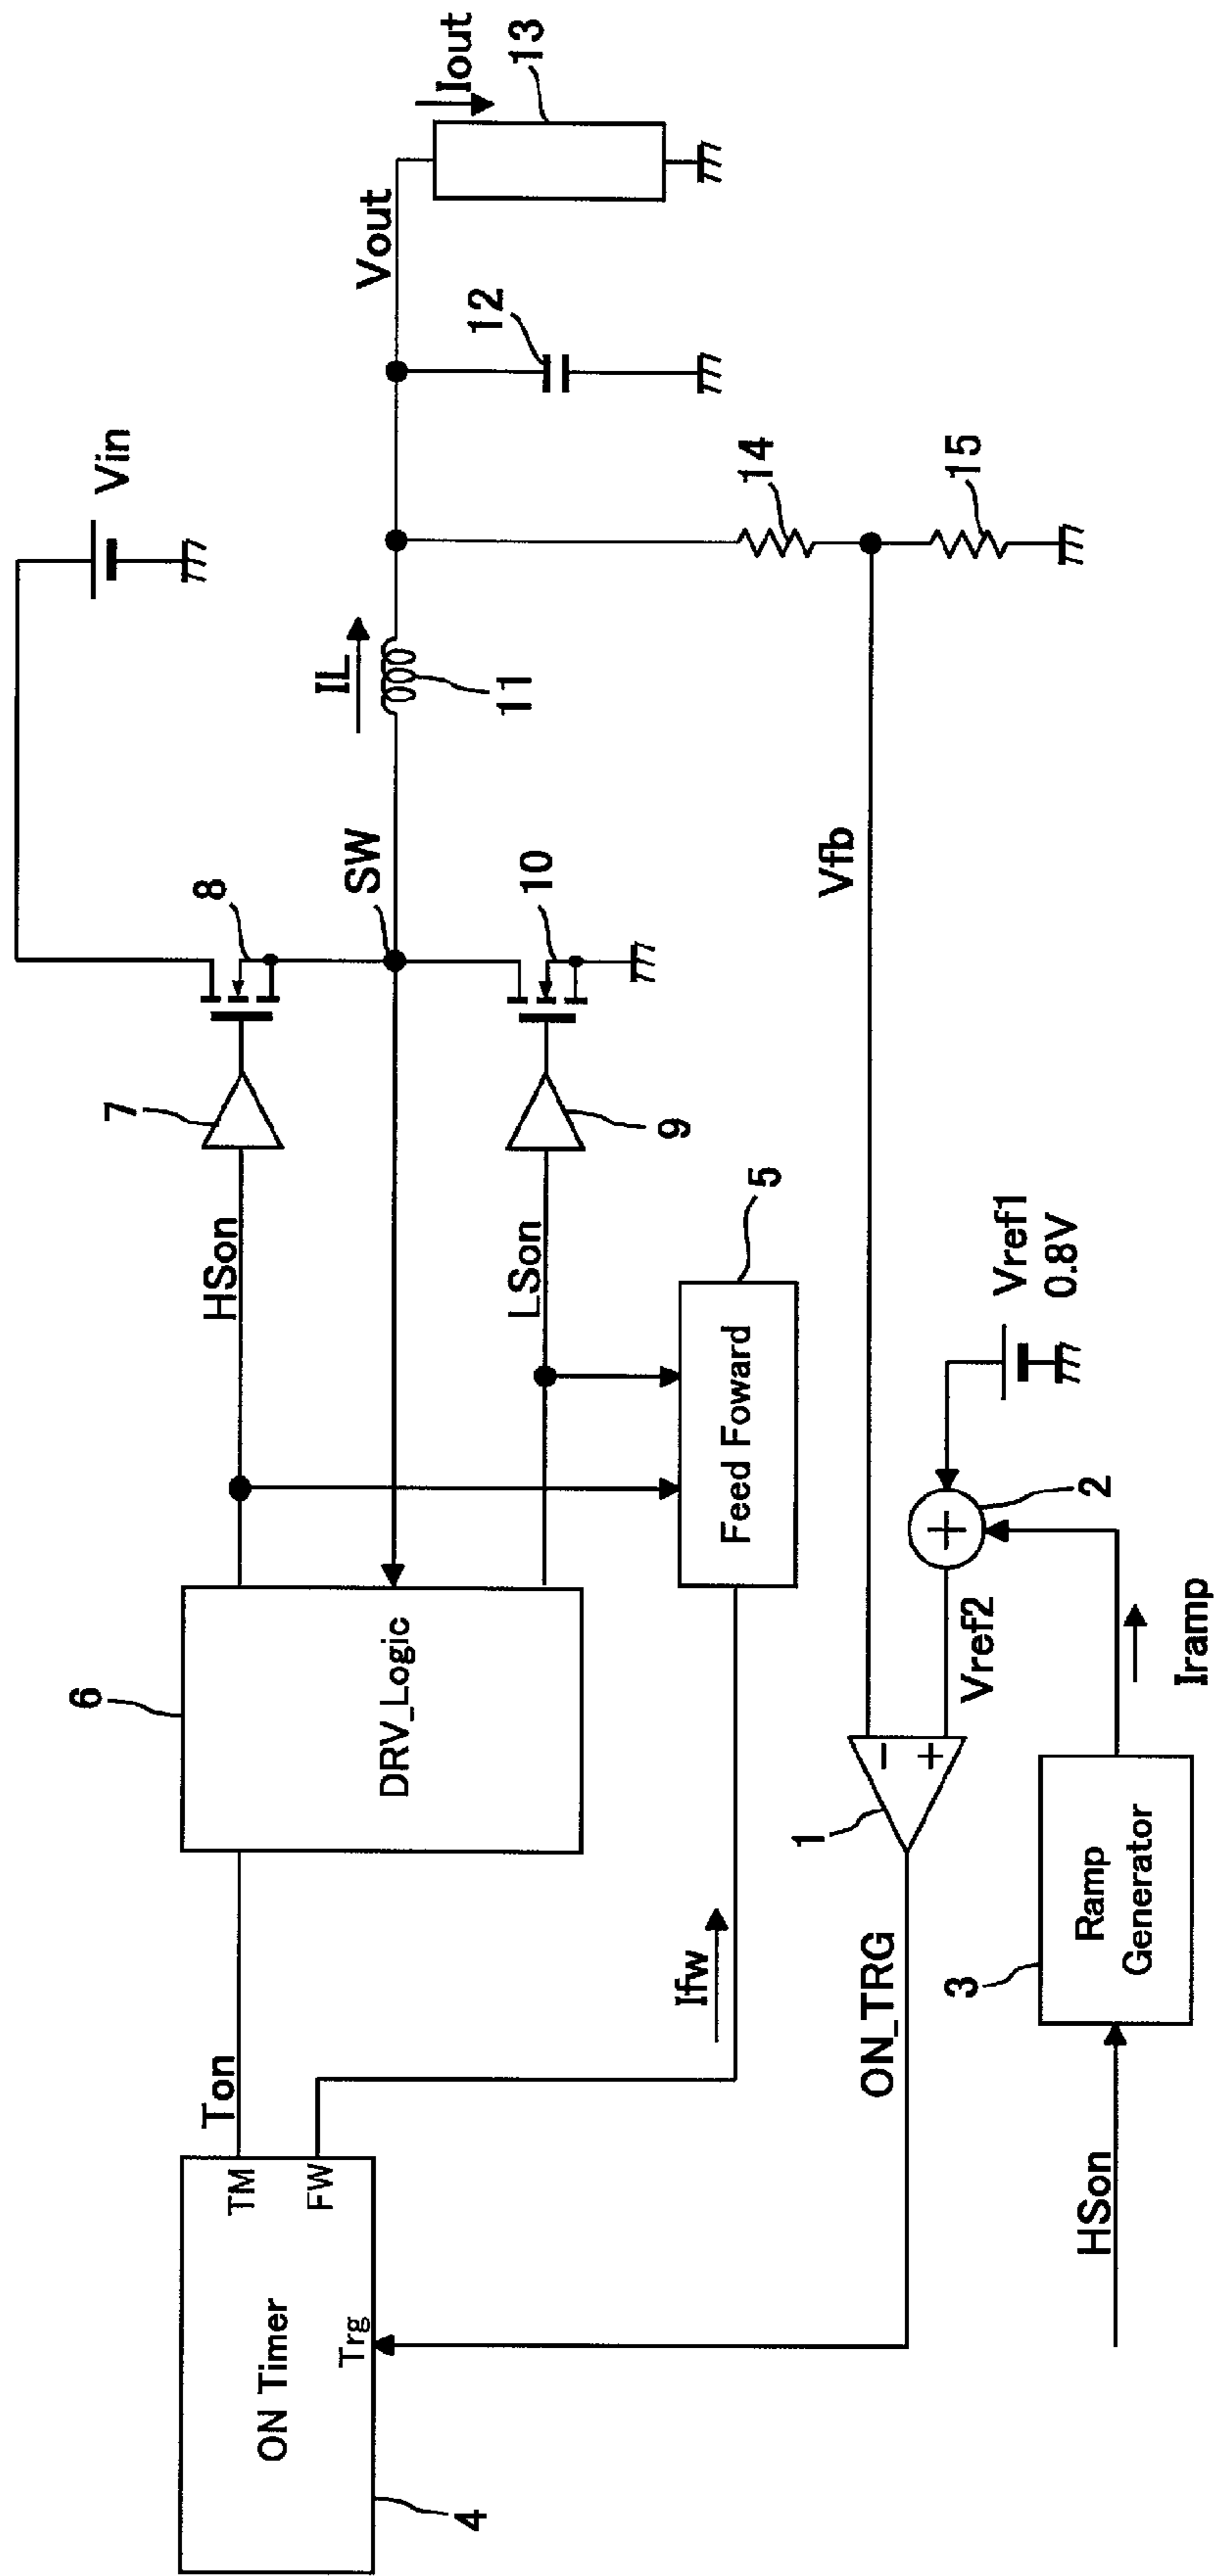 Vin
Iout
13
Vout
12
IL
11
14
15
SW
8
10
7
9
HSon
LSon
Vfb
5
Feed Foward
Vref1
0.8V
2
Vref2
Iramp
6
DRV_Logic
1
+
−
+
3
Ramp
Generator
HSon
Ifw
ON_TRG
Ton
TM
FW
Trg
ON Timer
4